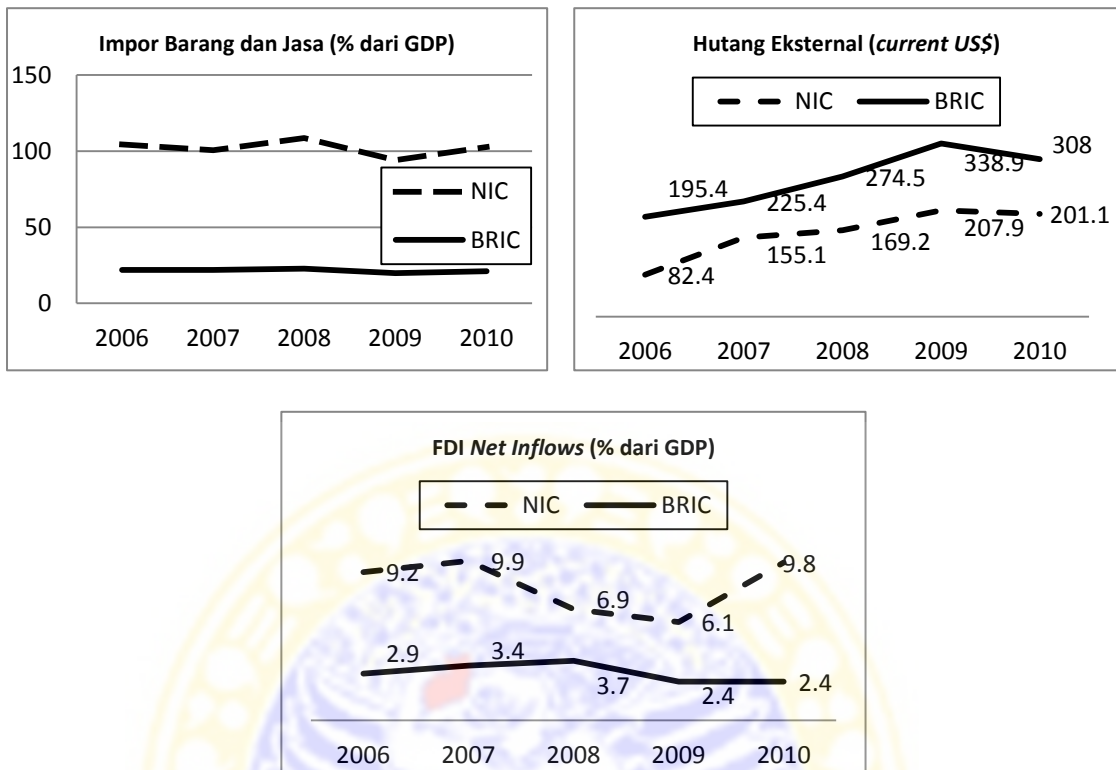 Impor Barang dan Jasa (% dari GDP)
150
100
50
0
NIC
BRIC
2006 2007 2008 2009 2010
Hutang Eksternal (current US$)
NIC BRIC
195.4 225.4 274.5 338.9 308
82.4 155.1 169.2 207.9 201.1
2006 2007 2008 2009 2010
FDI Net Inflows (% dari GDP)
NIC BRIC
9.2 9.9 6.9 6.1 9.8
2.9 3.4 3.7 2.4 2.4
2006 2007 2008 2009 2010